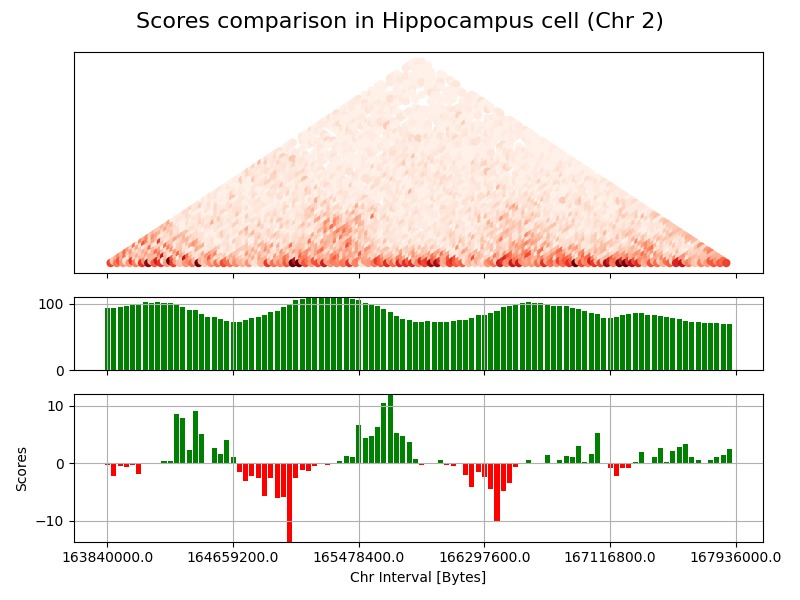 Scores comparison in Hippocampus cell (Chr 2)
100
0
10
0
−10
Scores
163840000.0 164659200.0 165478400.0 166297600.0 167116800.0 167936000.0
Chr Interval [Bytes]